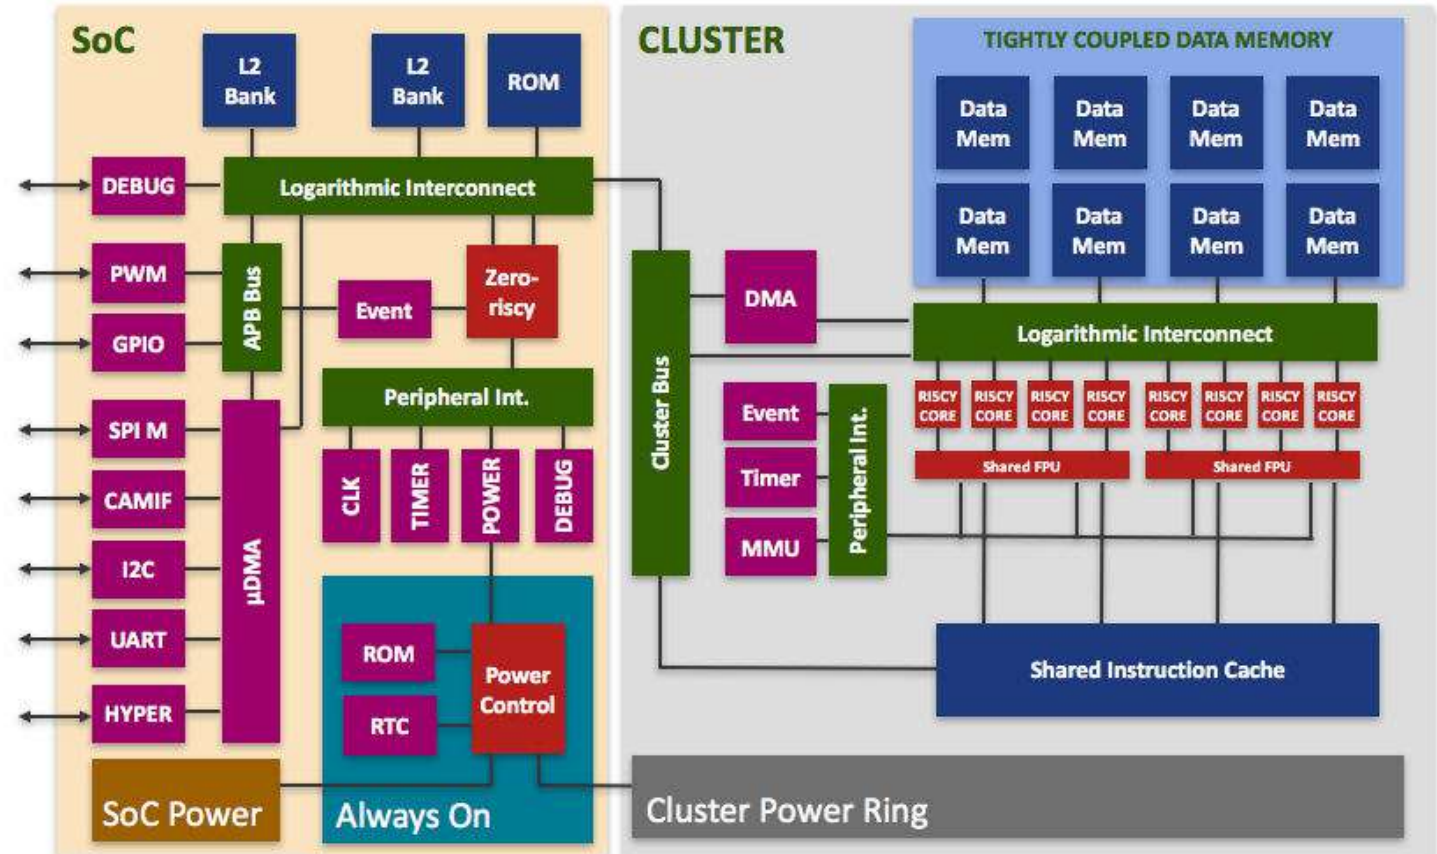 SoC
L2
Bank
L2
Bank
ROM
DEBUG
Logarithmic Interconnect
PWM
GPIO
APB Bus
Event
Zero-
riscy
Peripheral Int.
SPI M
CAMIF
I2C
UART
HYPER
μDMA
CLK
TIMER
POWER
DEBUG
ROM
RTC
Power
Control
SoC Power
Always On
CLUSTER
TIGHTLY COUPLED DATA MEMORY
Data
Mem
Data
Mem
Data
Mem
Data
Mem
Data
Mem
Data
Mem
Data
Mem
Data
Mem
Cluster Bus
DMA
Logarithmic Interconnect
Event
Timer
MMU
Peripheral Int.
RISCY
CORE
RISCY
CORE
RISCY
CORE
RISCY
CORE
RISCY
CORE
RISCY
CORE
RISCY
CORE
RISCY
CORE
Shared FPU
Shared FPU
Shared Instruction Cache
Cluster Power Ring